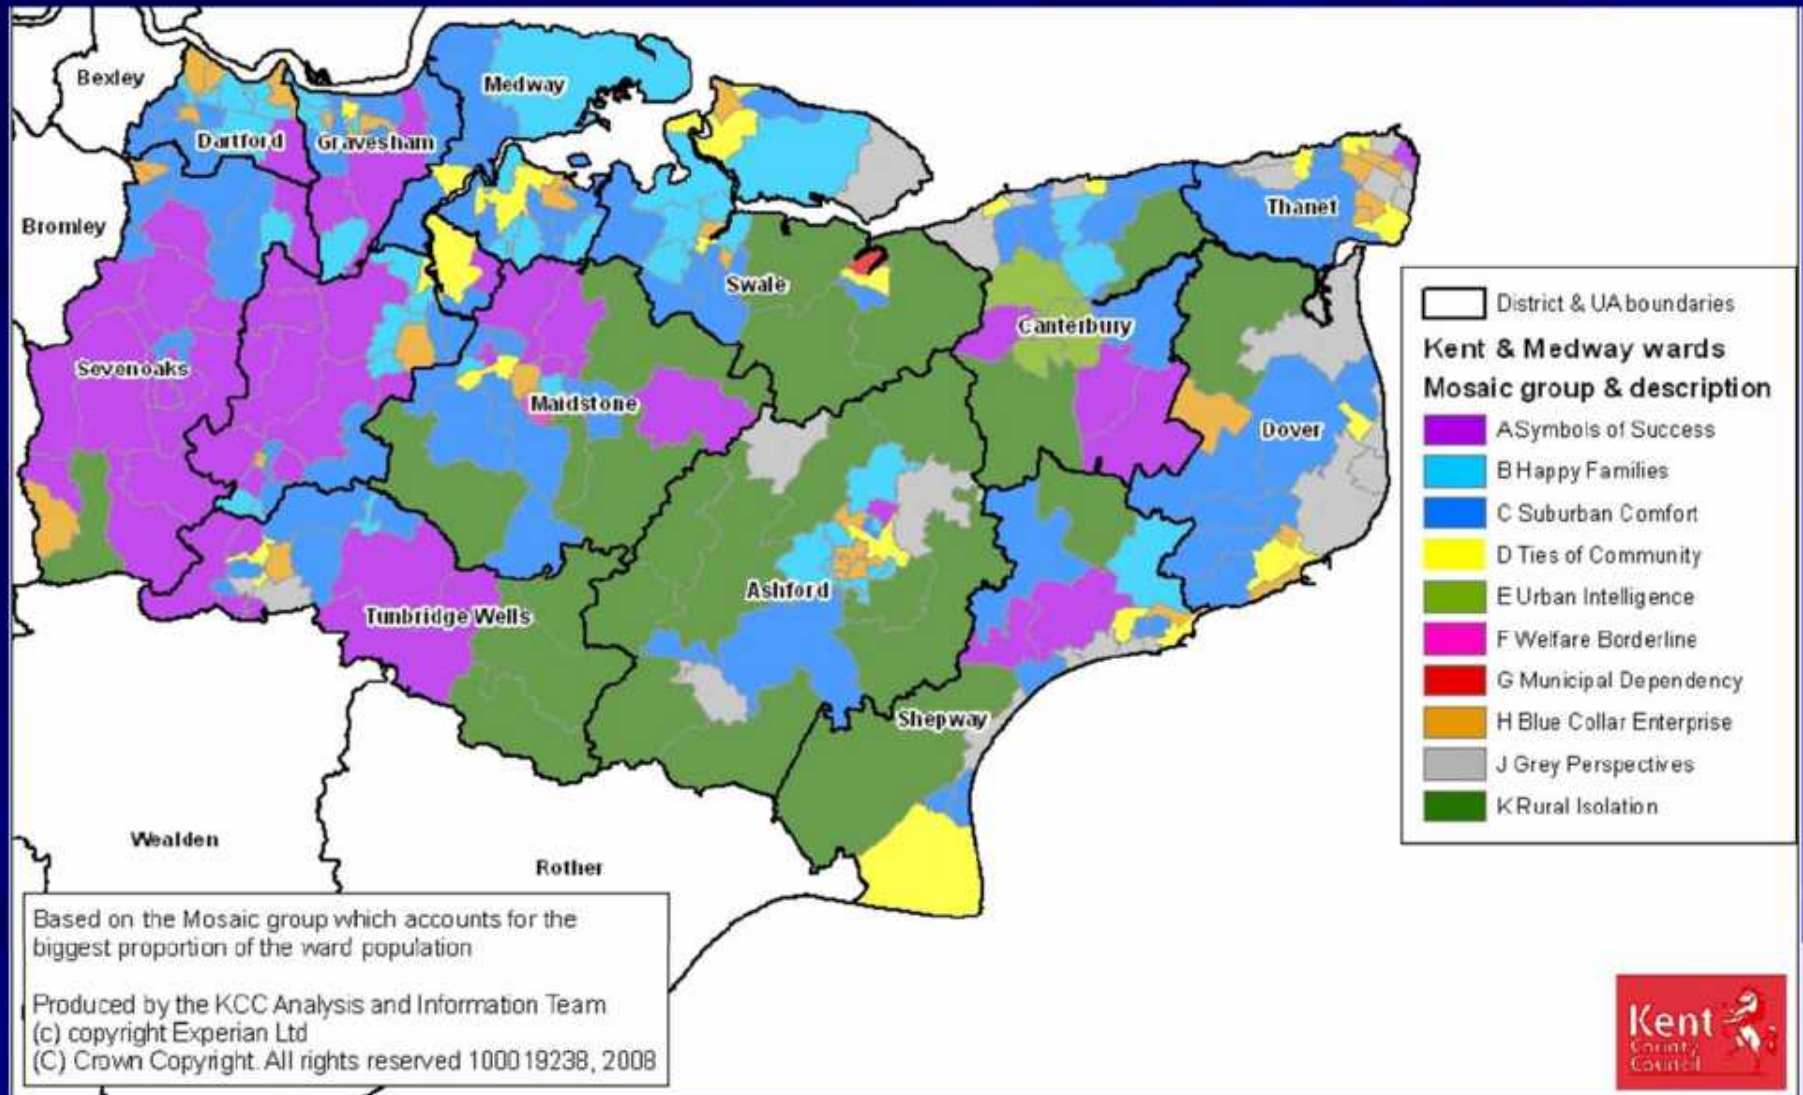 Bexley
Medway
Dartford
Gravesham
Bromley
Thanet
Swale
Canterbury
Sevenoaks
Maidstone
Dover
Ashford
Tunbridge Wells
Shepway
Wealden
Rother
District & UA boundaries
Kent & Medway wards
Mosaic group & description
A Symbols of Success
B Happy Families
C Suburban Comfort
D Ties of Community
E Urban Intelligence
F Welfare Borderline
G Municipal Dependency
H Blue Collar Enterprise
J Grey Perspectives
K Rural Isolation
Based on the Mosaic group which accounts for the
biggest proportion of the ward population
Produced by the KCC Analysis and Information Team
(c) copyright Experian Ltd
(C) Crown Copyright. All rights reserved 100019238, 2008
Kent
County
Council